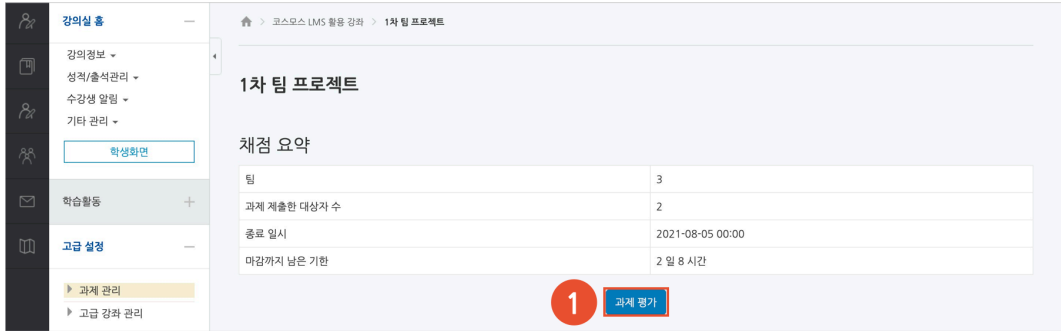 강의실 홈
강의정보
성적/출석관리
수강생 알림
기타 관리
학생화면
학습활동
고급 설정
과제 관리
고급 강좌 관리
코스모스 LMS 활용 강좌 > 1차 팀 프로젝트
1차 팀 프로젝트
채점 요약
팀 3
과제 제출한 대상자 수 2
종료 일시 2021-08-05 00:00
마감까지 남은 기한 2 일 8 시간
1 과제 평가